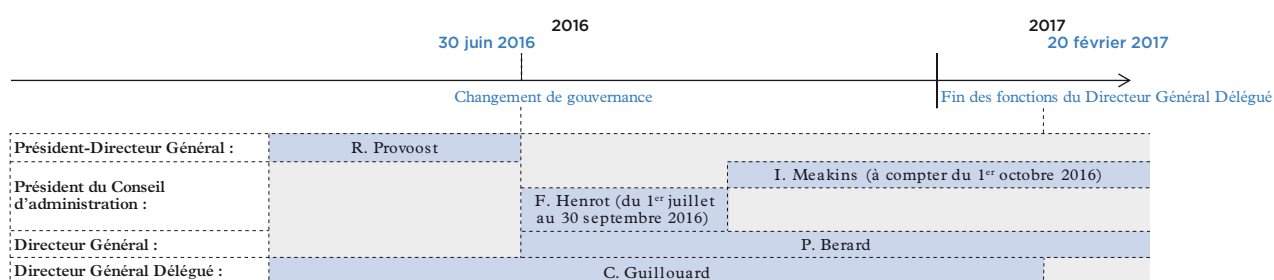 2016
2017
30 juin 2016
20 février 2017
Changement de gouvernance
Fin des fonctions du Directeur Général Délégué
Président-Directeur Général :
R. Provoost
Président du Conseil
d’administration :
I. Meakins (à compter du 1er octobre 2016)
F. Henrot (du 1er juillet
au 30 septembre 2016)
Directeur Général :
P. Berard
Directeur Général Délégué :
C. Guillouard